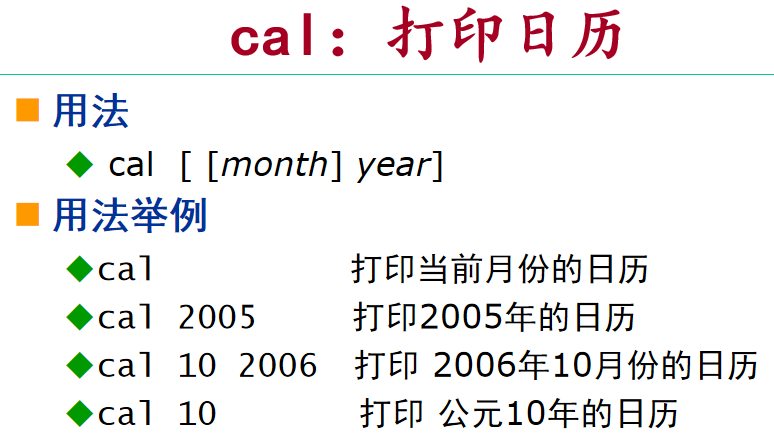 cal：打印日历
用法
cal [ [month] year]
用法举例
cal 打印当前月份的日历
cal 2005 打印2005年的日历
cal 10 2006 打印 2006年10月份的日历
cal 10 打印 公元10年的日历